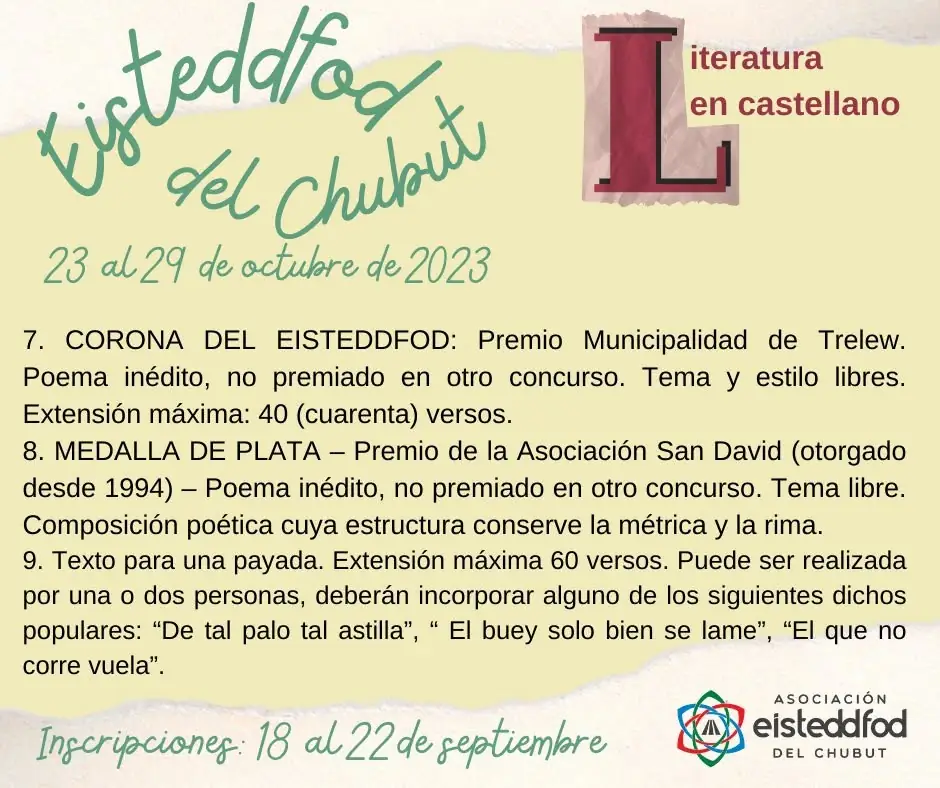 Eisteddfod
del Chubut
23 al 29 de octubre de 2023
Literatura
en castellano
7. CORONA DEL EISTEDDFOD: Premio Municipalidad de Trelew.
Poema inédito, no premiado en otro concurso. Tema y estilo libres.
Extensión máxima: 40 (cuarenta) versos.
8. MEDALLA DE PLATA – Premio de la Asociación San David (otorgado
desde 1994) – Poema inédito, no premiado en otro concurso. Tema libre.
Composición poética cuya estructura conserve la métrica y la rima.
9. Texto para una payada. Extensión máxima 60 versos. Puede ser realizada
por una o dos personas, deberán incorporar alguno de los siguientes dichos
populares: “De tal palo tal astilla”, “ El buey solo bien se lame”, “El que no
corre vuela”.
Inscripciones: 18 al 22 de septiembre
ASOCIACIÓN
eisteddfod
DEL CHUBUT